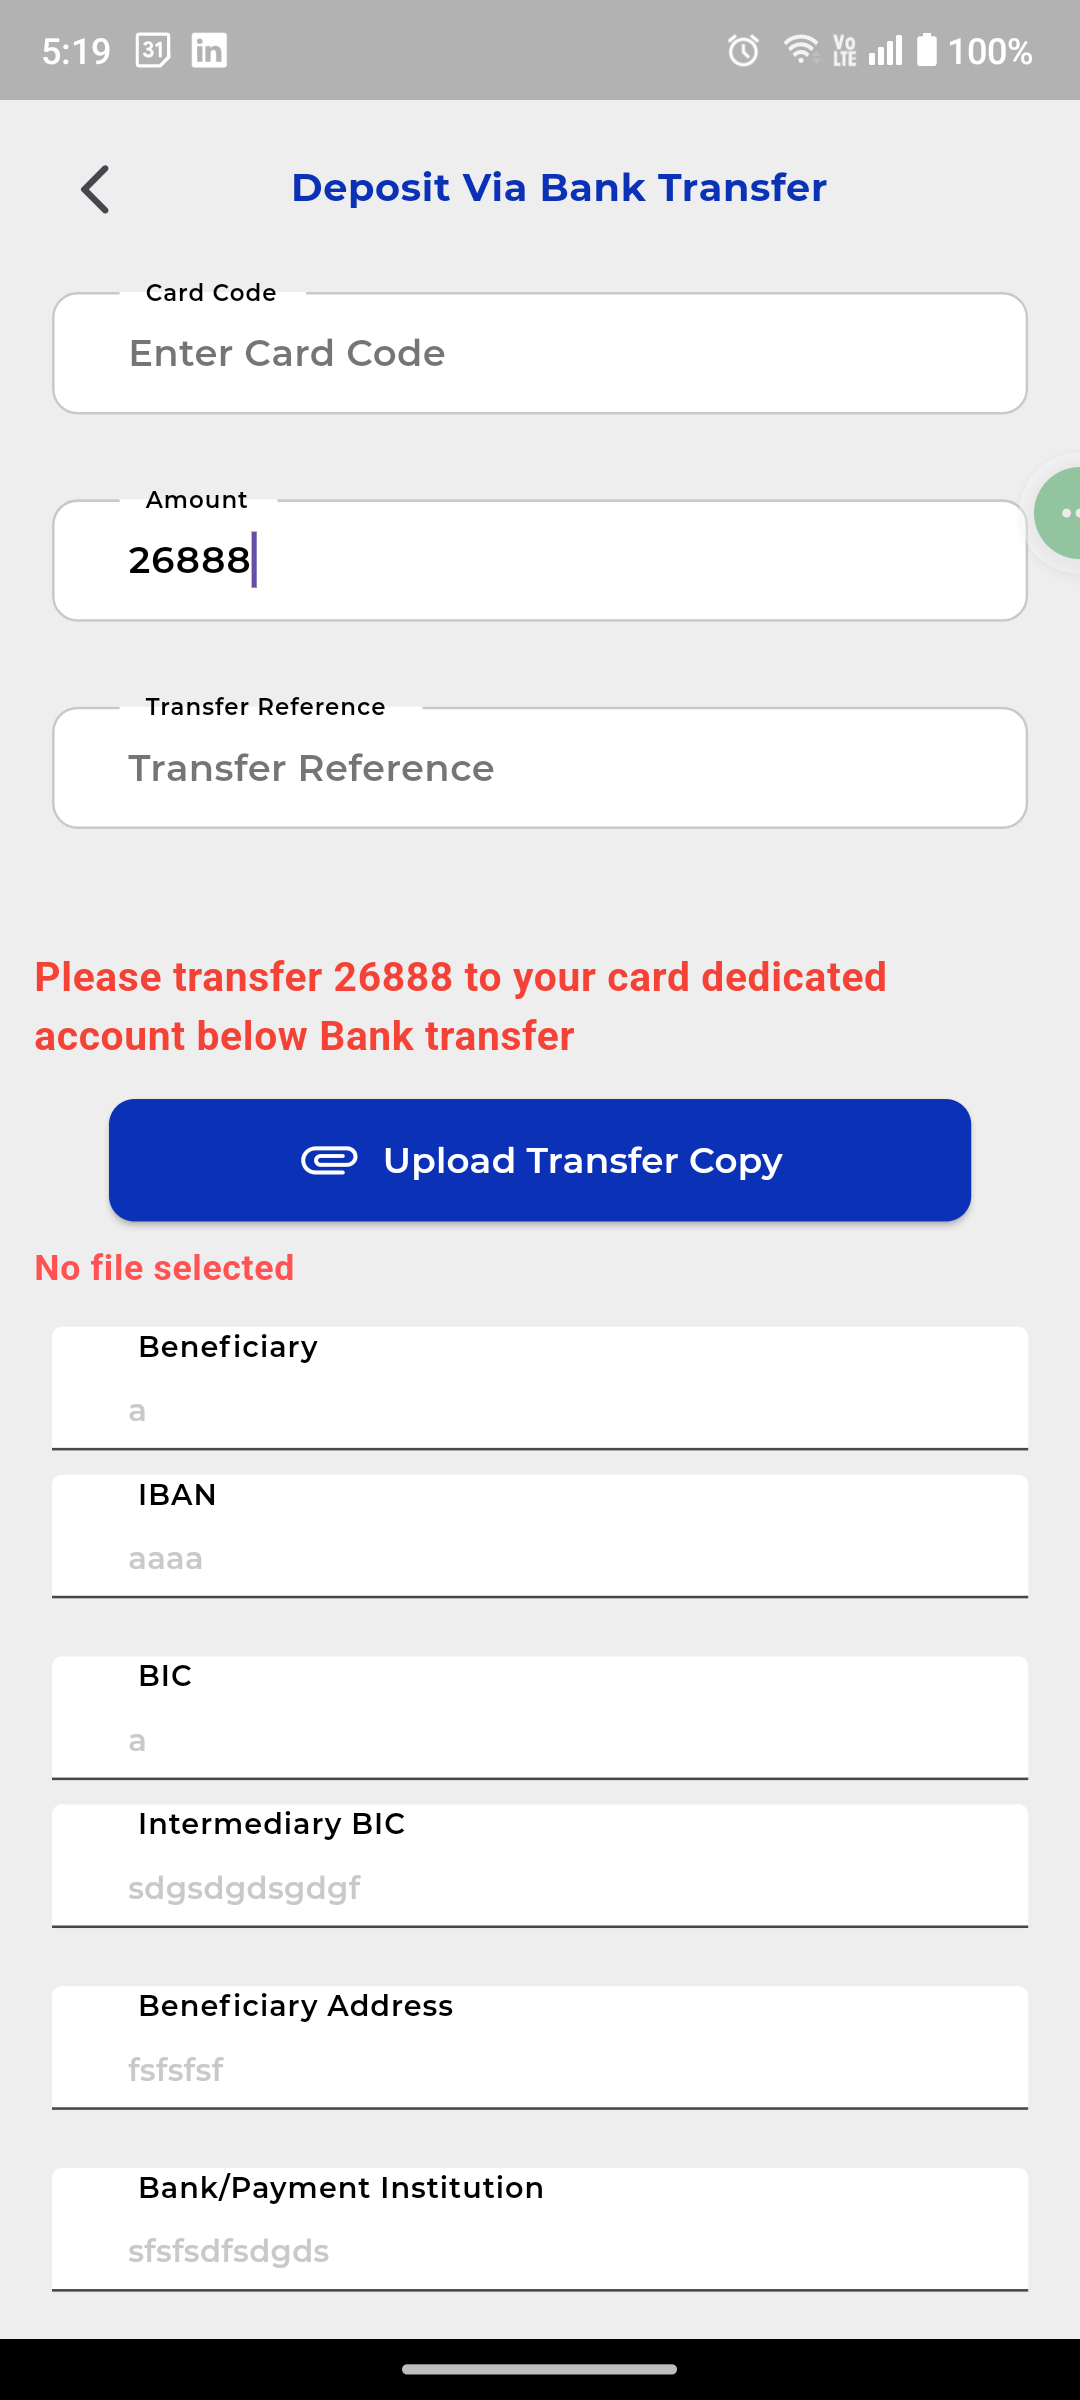 5:19 31 in Vo LTE 100%
Deposit Via Bank Transfer
Card Code
Enter Card Code
Amount
26888
Transfer Reference
Transfer Reference
Please transfer 26888 to your card dedicated
account below Bank transfer
Upload Transfer Copy
No file selected
Beneficiary
a
IBAN
aaaa
BIC
a
Intermediary BIC
sdgsdgdsgdgf
Beneficiary Address
fsfsfsf
Bank/Payment Institution
sfsfsdfsdgds